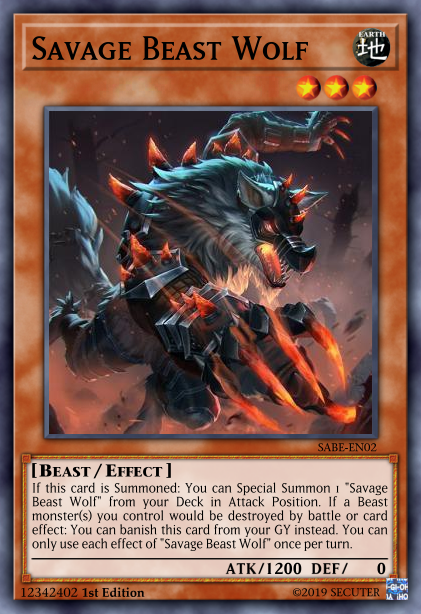 Savage Beast Wolf
EARTH
地
SABE-EN02
[Beast / Effect]
If this card is Summoned: You can Special Summon 1 "Savage
Beast Wolf" from your Deck in Attack Position. If a Beast
monster(s) you control would be destroyed by battle or card
effect: You can banish this card from your GY instead. You can
only use each effect of "Savage Beast Wolf" once per turn.
ATK/1200 DEF/ 0
12342402 1st Edition
©2019 SECUTER